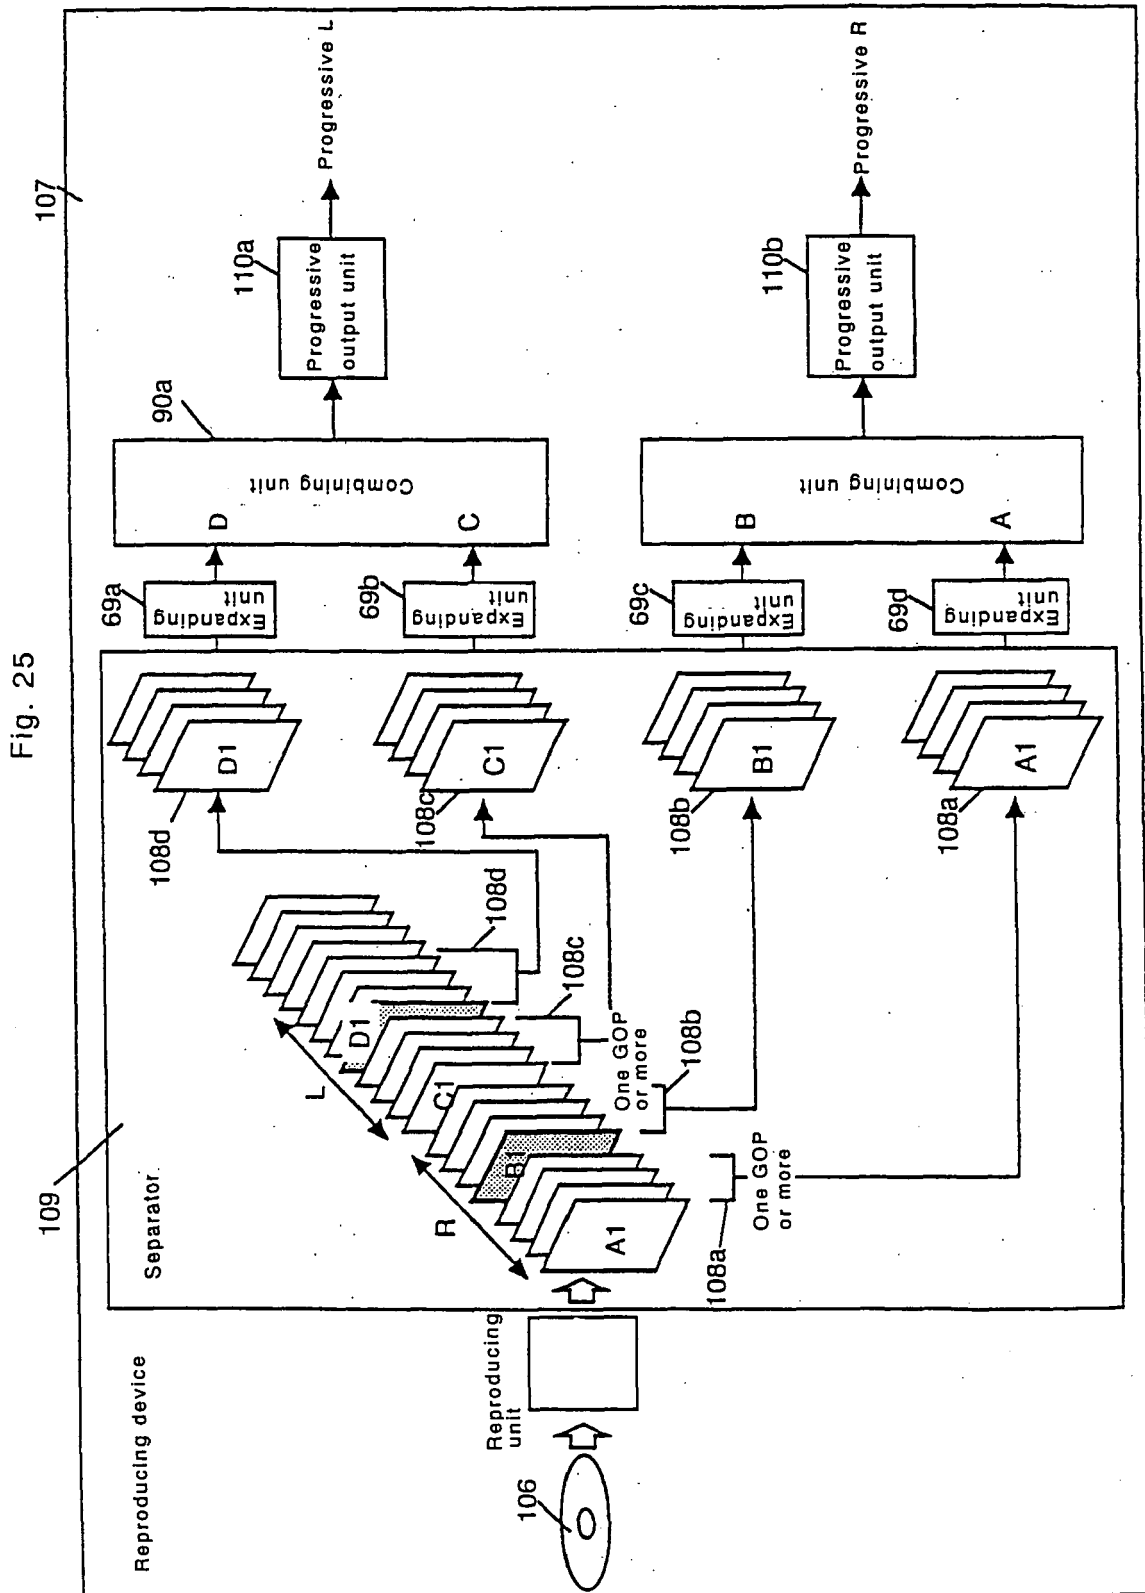 Fig. 25
107
Reproducing device
109
Separator
106
Reproducing
unit
R
L
A1
B1
C1
D1
108a
One GOP
or more
108b
One GOP
or more
108c
108d
108d
D1
108c
C1
108b
B1
108a
A1
69a
Expanding
unit
69b
Expanding
unit
69c
Expanding
unit
69d
Expanding
unit
90a
D
C
Combining unit
B
A
Combining unit
110a
Progressive
output unit
Progressive L
110b
Progressive
output unit
Progressive R